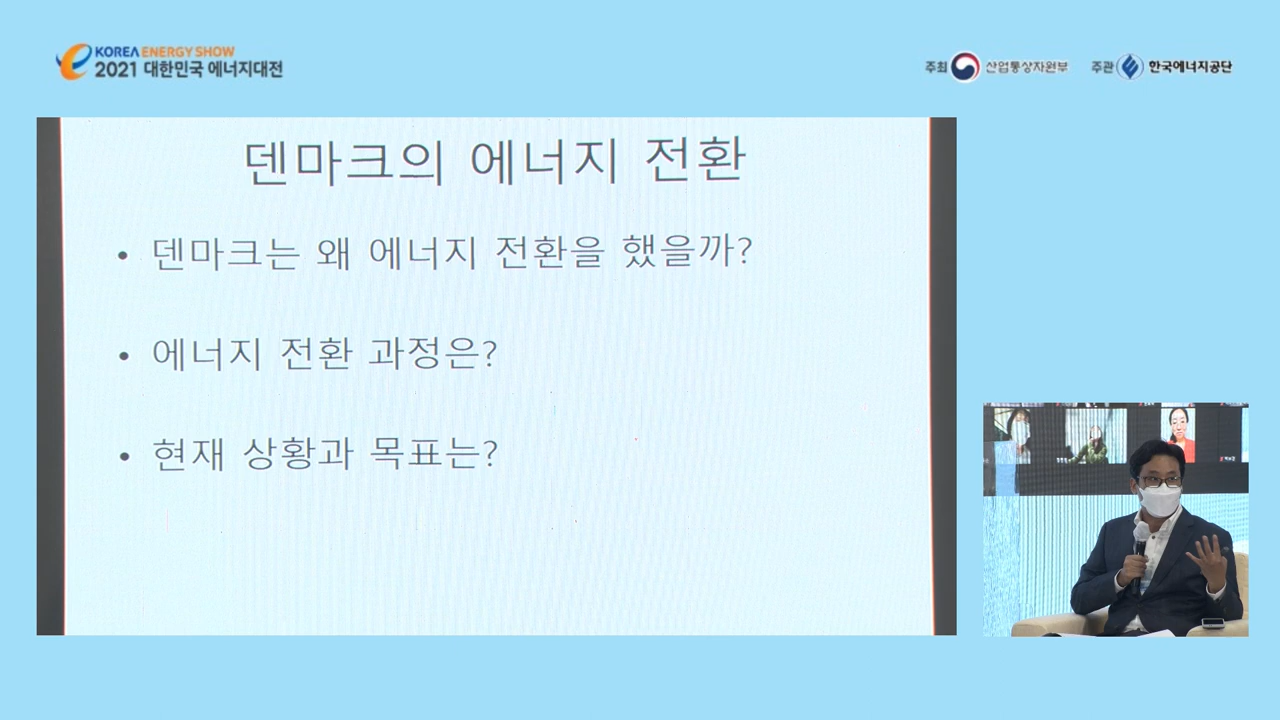 KOREA ENERGY SHOW
2021 대한민국 에너지대전
주최 산업통상자원부 주관 한국에너지공단
덴마크의 에너지 전환
• 덴마크는 왜 에너지 전환을 했을까?
• 에너지 전환 과정은?
• 현재 상황과 목표는?